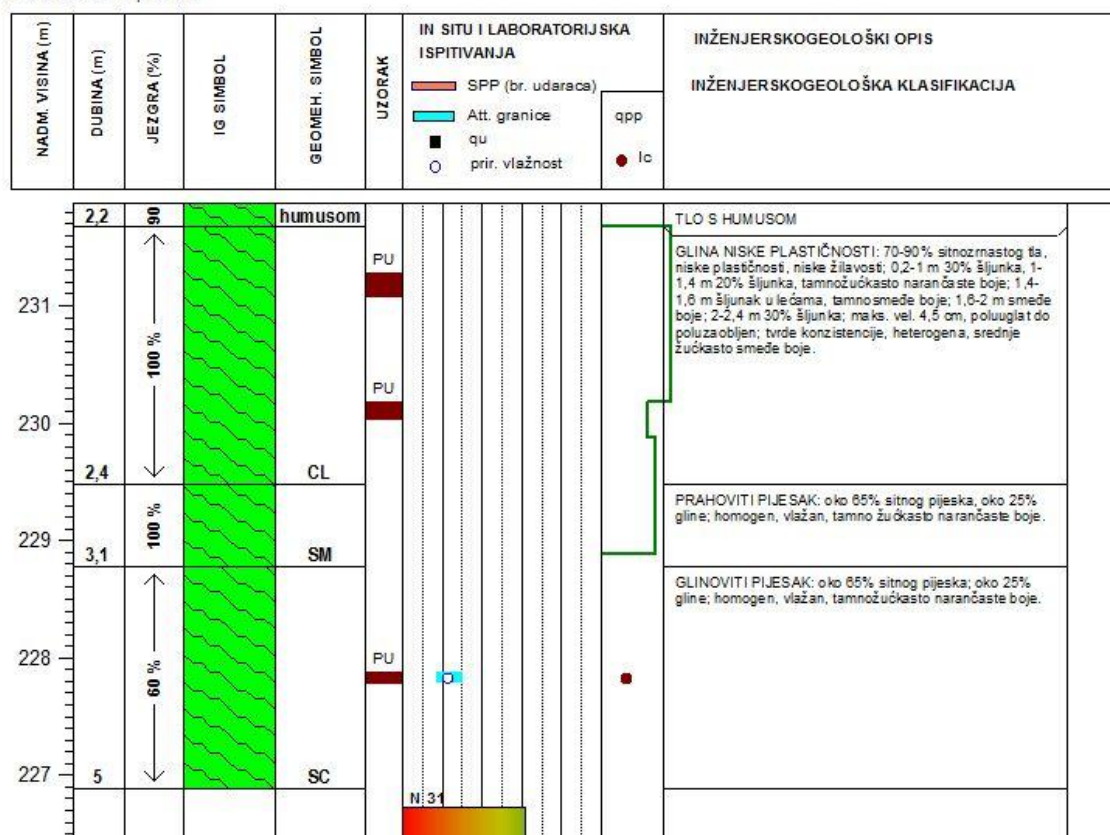 NADM. VISINA (m)
DUBINA (m)
JEZGRA (%)
IG SIMBOL
GEOMEH. SIMBOL
UZORAK
IN SITU I LABORATORIJSKA
ISPITIVANJA
SPP (br. udaraca)
Att. granice
qu
prir. vlažnost
qpp
Ic
INŽENJERSKOGEOLOŠKI OPIS
INŽENJERSKOGEOLOŠKA KLASIFIKACIJA
2,2
90
humusom
TLO S HUMUSOM
PU
GLINA NISKE PLASTIČNOSTI: 70-90% sitnozrnastog tla,
niske plastičnosti, niske žilavosti; 0,2-1 m 30% šljunka, 1-
1,4 m 20% šljunka, tamnožućkasto narančaste boje; 1,4-
1,6 m šljunak u lećama, tamnosmeđe boje; 1,6-2 m smeđe
boje; 2-2,4 m 30% šljunka; maks. vel. 4,5 cm, poluuglat do
poluzaobljen; tvrde konzistencije, heterogena, srednje
žućkasto smeđe boje.
231
100 %
PU
230
2,4
CL
PRAHOVITI PIJESAK: oko 65% sitnog pijeska, oko 25%
gline; homogen, vlažan, tamno žućkasto narančaste boje.
100 %
229
3,1
SM
GLINOVITI PIJESAK: oko 65% sitnog pijeska; oko 25%
gline; homogen, vlažan, tamnožućkasto narančaste boje.
228
60 %
PU
227
5
SC
N 31